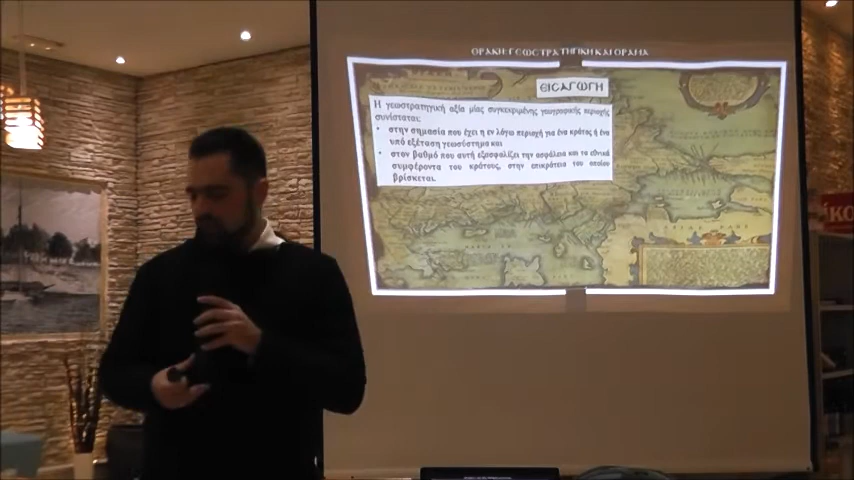 ΘΡΑΚΗ: ΓΕΩΣΤΡΑΤΗΓΙΚΗ ΚΑΙ ΟΡΑΜΑ
ΕΙΣΑΓΩΓΗ
Η γεωστρατηγική αξία μίας συγκεκριμένης γεωγραφικής περιοχής
συνίσταται:
• στην σημασία που έχει η εν λόγω περιοχή για ένα κράτος ή ένα
υπό εξέταση γεωσύστημα και
• στον βαθμό που αυτή εξασφαλίζει την ασφάλεια και τα εθνικά
συμφέροντα του κράτους, στην επικράτεια του οποίου
βρίσκεται.